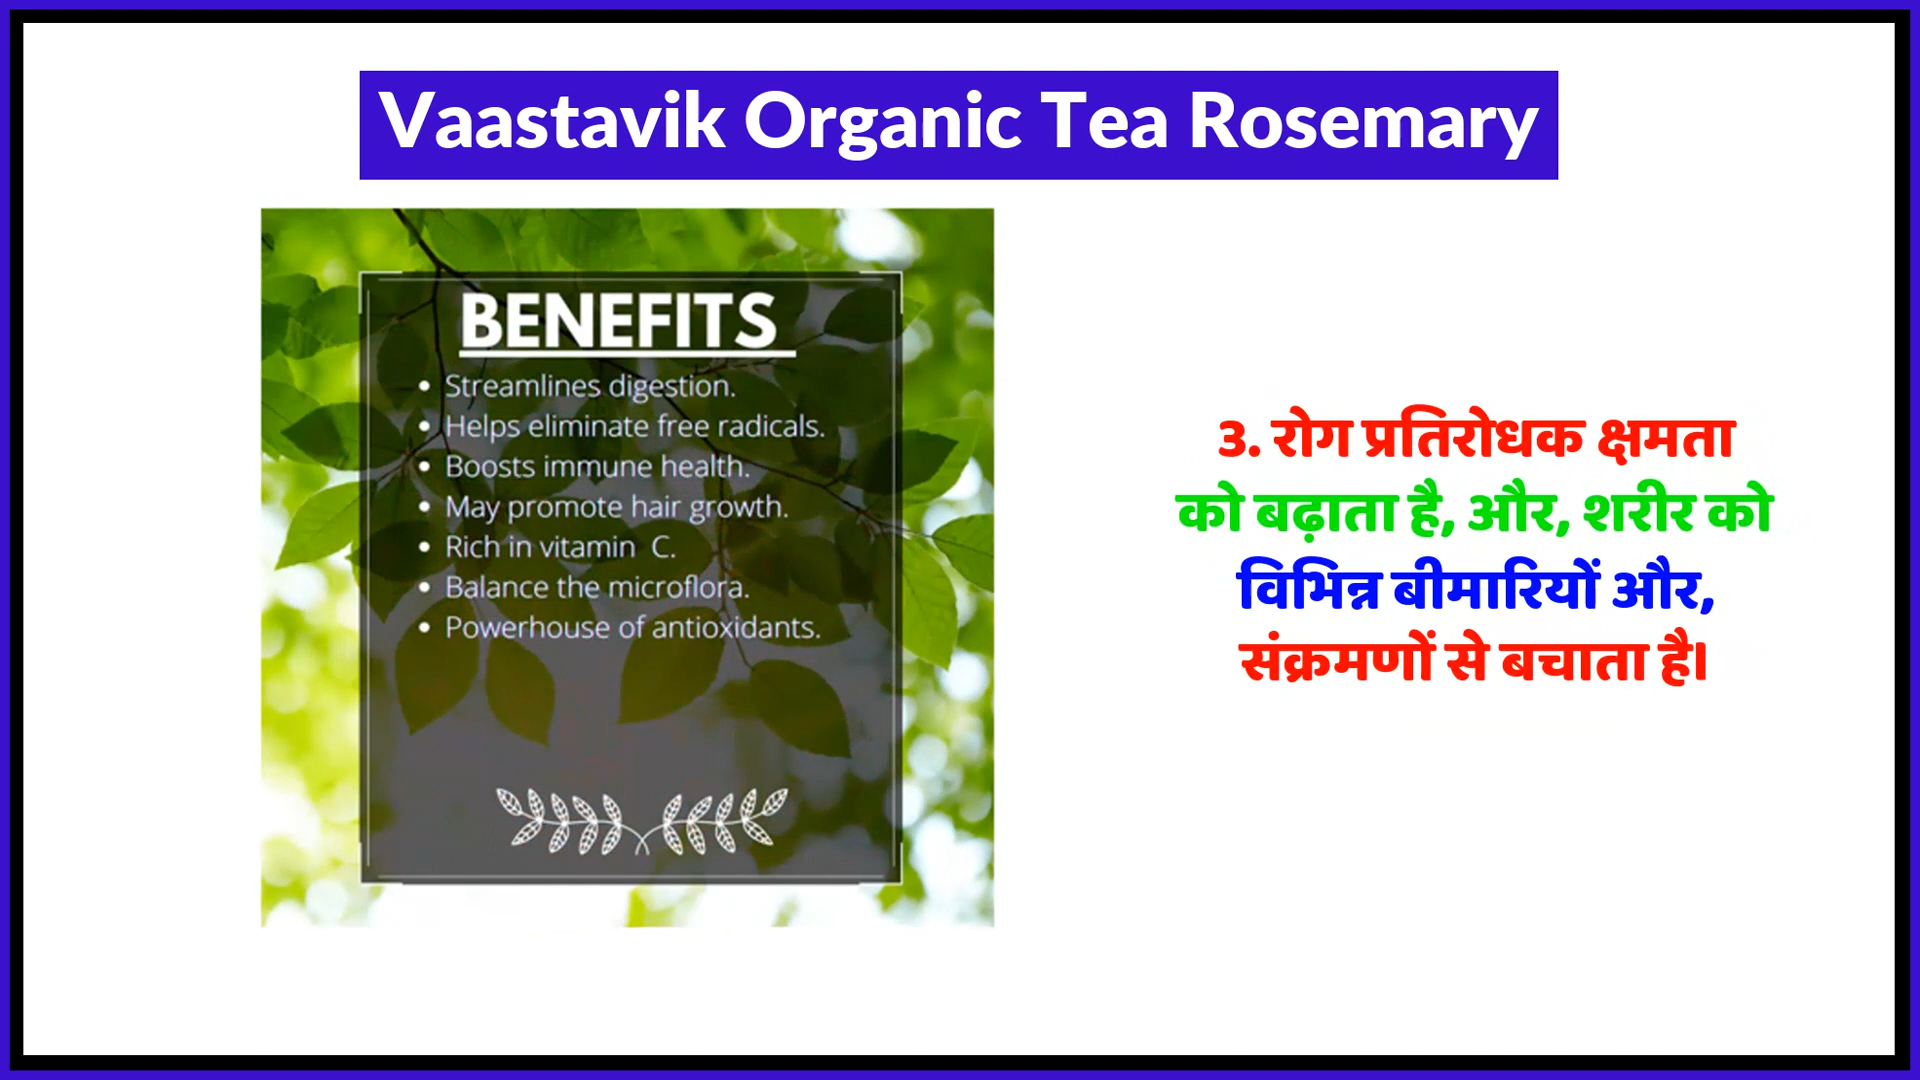 Vaastavik Organic Tea Rosemary
BENEFITS
• Streamlines digestion.
• Helps eliminate free radicals.
• Boosts immune health.
• May promote hair growth.
• Rich in vitamin C.
• Balance the microflora.
• Powerhouse of antioxidants.
3. रोग प्रतिरोधक क्षमता
को बढ़ाता है, और, शरीर को
विभिन्न बीमारियों और,
संक्रमणों से बचाता है।